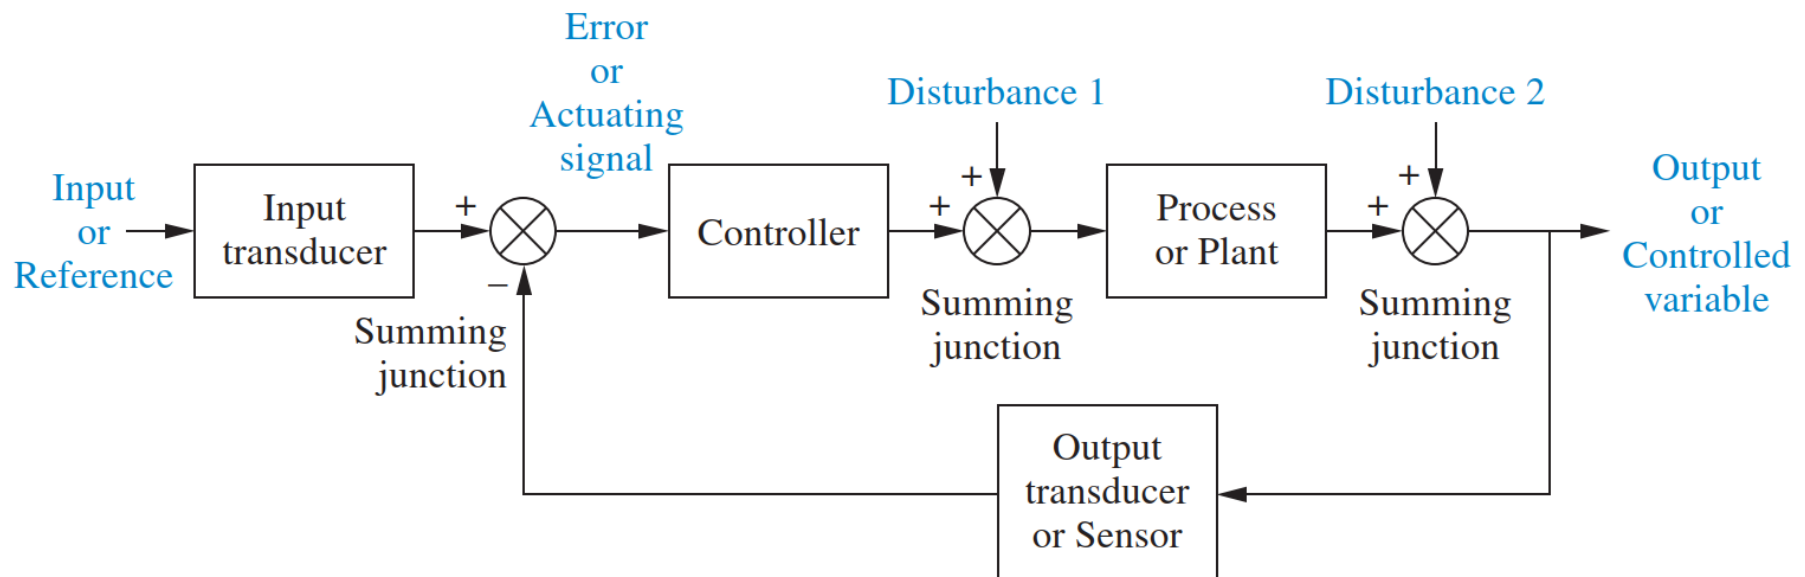 Input
or
Reference
Input
transducer
+
−
Summing
junction
Error
or
Actuating
signal
Controller
+
+
Disturbance 1
Summing
junction
Process
or Plant
+
+
Disturbance 2
Summing
junction
Output
or
Controlled
variable
Output
transducer
or Sensor